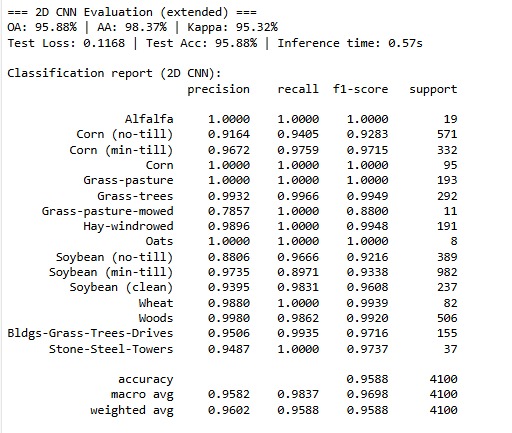 === 2D CNN Evaluation (extended) ===
OA: 95.88% | AA: 98.37% | Kappa: 95.32%
Test Loss: 0.1168 | Test Acc: 95.88% | Inference time: 0.57s
Classification report (2D CNN):
precision recall f1-score support
Alfalfa 1.0000 1.0000 1.0000 19
Corn (no-till) 0.9164 0.9405 0.9283 571
Corn (min-till) 0.9672 0.9759 0.9715 332
Corn 1.0000 1.0000 1.0000 95
Grass-pasture 1.0000 1.0000 1.0000 193
Grass-trees 0.9932 0.9966 0.9949 292
Grass-pasture-mowed 0.7857 1.0000 0.8800 11
Hay-windrowed 0.9896 1.0000 0.9948 191
Oats 1.0000 1.0000 1.0000 8
Soybean (no-till) 0.8806 0.9666 0.9216 389
Soybean (min-till) 0.9735 0.8971 0.9338 982
Soybean (clean) 0.9395 0.9831 0.9608 237
Wheat 0.9880 1.0000 0.9939 82
Woods 0.9980 0.9862 0.9920 506
Bldgs-Grass-Trees-Drives 0.9506 0.9935 0.9716 155
Stone-Steel-Towers 0.9487 1.0000 0.9737 37
accuracy 0.9588 4100
macro avg 0.9582 0.9837 0.9698 4100
weighted avg 0.9602 0.9588 0.9588 4100